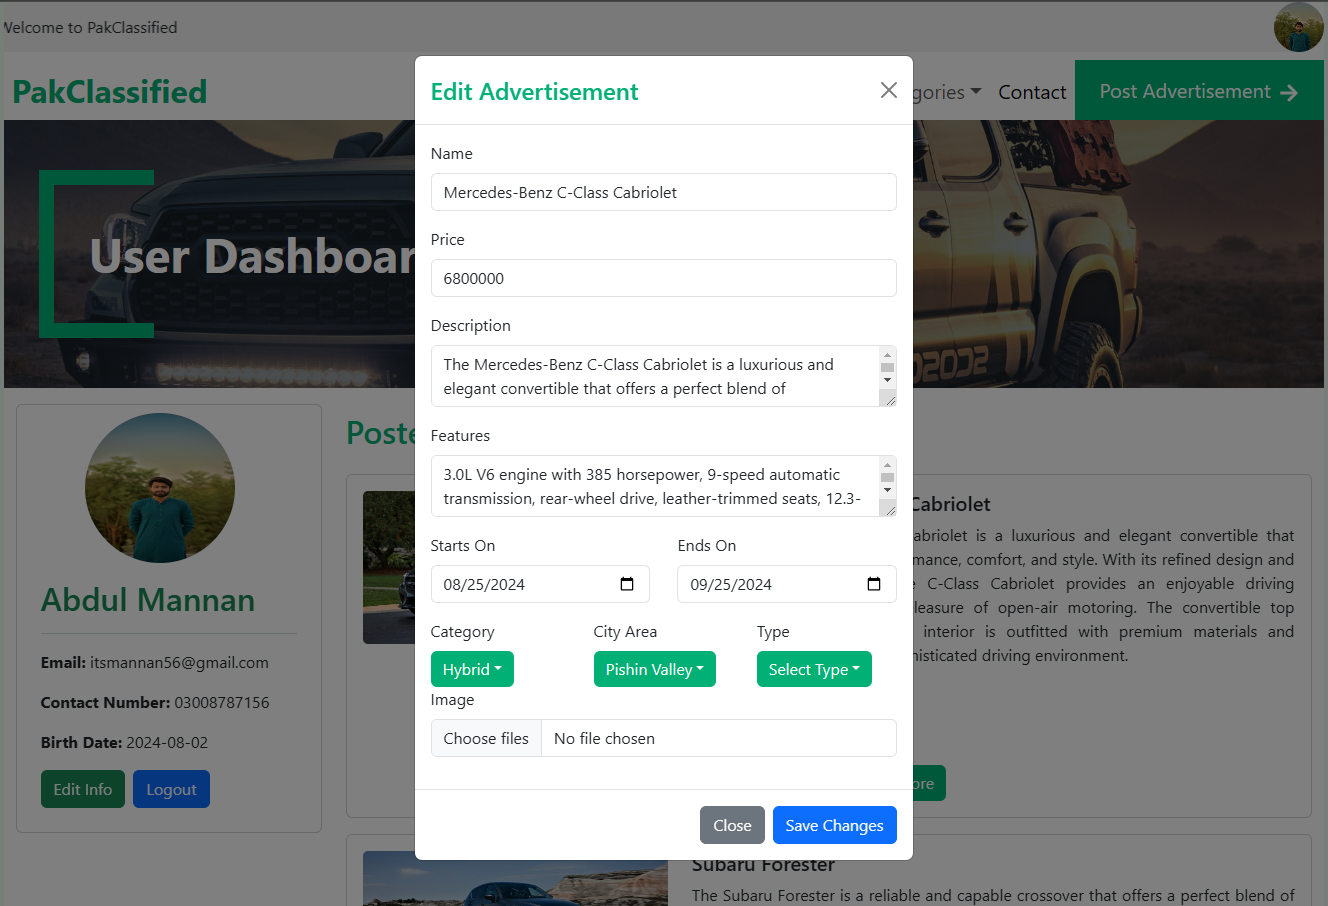 Welcome to PakClassified
PakClassified
gories
Contact
Post Advertisement
User Dashboar
Edit Advertisement
Name
Mercedes-Benz C-Class Cabriolet
Price
6800000
Description
The Mercedes-Benz C-Class Cabriolet is a luxurious and
elegant convertible that offers a perfect blend of
Features
3.0L V6 engine with 385 horsepower, 9-speed automatic
transmission, rear-wheel drive, leather-trimmed seats, 12.3-
Starts On
Ends On
08/25/2024
09/25/2024
Category
City Area
Type
Hybrid
Pishin Valley
Select Type
Image
Choose files
No file chosen
Close
Save Changes
Abdul Mannan
Email: itsmannan56@gmail.com
Contact Number: 03008787156
Birth Date: 2024-08-02
Edit Info
Logout
Poste
Cabriolet
abriolet is a luxurious and elegant convertible that
mance, comfort, and style. With its refined design and
C-Class Cabriolet provides an enjoyable driving
leasure of open-air motoring. The convertible top
interior is outfitted with premium materials and
histicated driving environment.
ore
Subaru Forester
The Subaru Forester is a reliable and capable crossover that offers a perfect blend of